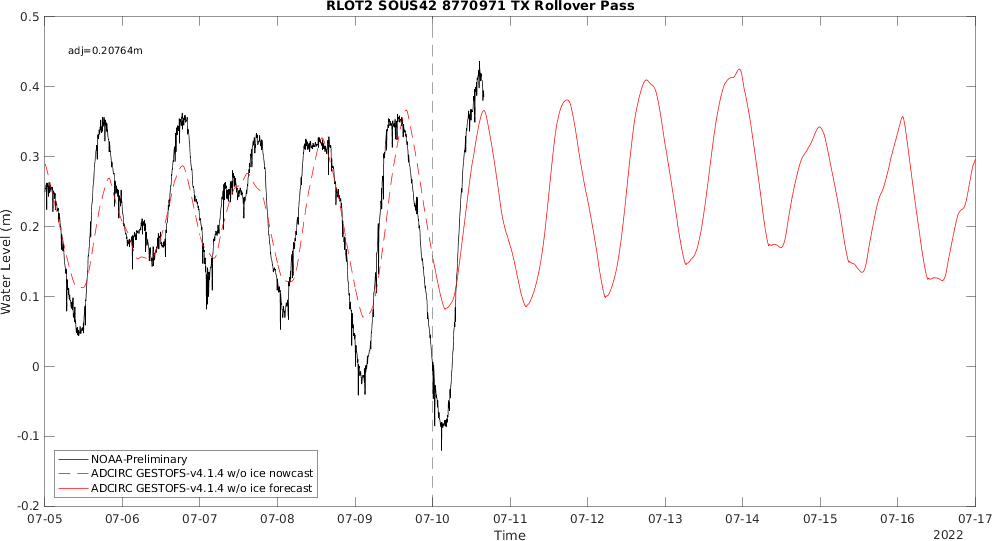 RLOT2 SOUS42 8770971 TX Rollover Pass
adj=0.20764m
Water Level (m)
0.5
0.4
0.3
0.2
0.1
0
-0.1
-0.2
NOAA-Preliminary
ADCIRC GESTOFS-v4.1.4 w/o ice nowcast
ADCIRC GESTOFS-v4.1.4 w/o ice forecast
07-05 07-06 07-07 07-08 07-09 07-10 07-11 07-12 07-13 07-14 07-15 07-16 07-17
Time
2022